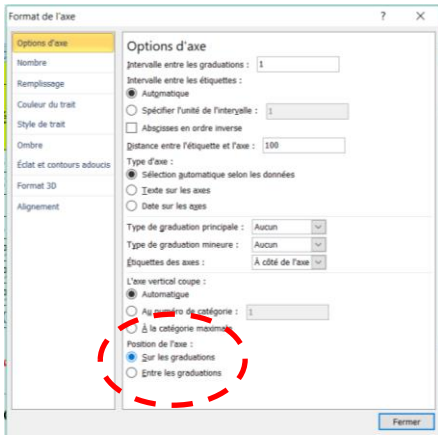 Format de l'axe
? ×
Options d'axe
Nombre
Remplissage
Couleur du trait
Style de trait
Ombre
Éclat et contours adoucis
Format 3D
Alignement
Options d'axe
Intervalle entre les graduations : 1
Intervalle entre les étiquettes :
Automatique
Spécifier l'unité de l'intervalle : 1
Abscisses en ordre inverse
Distance entre l'étiquette et l'axe : 100
Type d'axe :
Sélection automatique selon les données
Texte sur les axes
Date sur les axes
Type de graduation principale : Aucun
Type de graduation mineure : Aucun
Étiquettes des axes : À côté de l'axe
L'axe vertical coupe :
Automatique
Au numéro de catégorie : 1
À la catégorie maximale
Position de l'axe :
Sur les graduations
Entre les graduations
Fermer